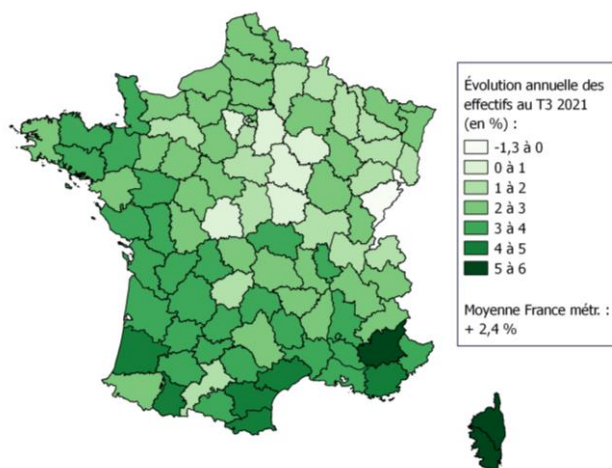 Évolution annuelle des
effectifs au T3 2021
(en %) :
-1,3 à 0
0 à 1
1 à 2
2 à 3
3 à 4
4 à 5
5 à 6
Moyenne France métr. :
+ 2,4 %